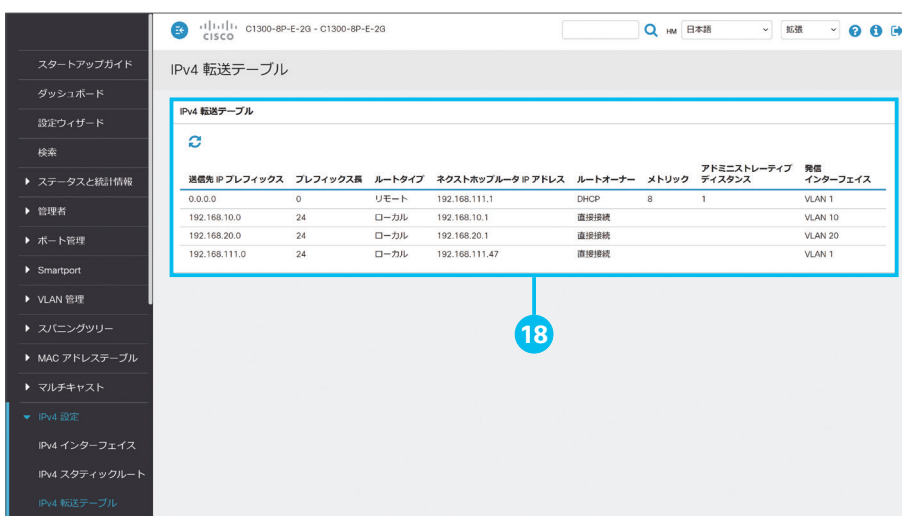 CISCO
C1300-8P-E-2G - C1300-8P-E-2G
HM
日本語
拡張
スタートアップガイド
ダッシュボード
設定ウィザード
検索
ステータスと統計情報
管理者
ポート管理
Smartport
VLAN 管理
スパニングツリー
MAC アドレステーブル
マルチキャスト
IPv4 設定
IPv4 インターフェイス
IPv4 スタティックルート
IPv4 転送テーブル
IPv4 転送テーブル
IPv4 転送テーブル
送信先 IP プレフィックス プレフィックス長 ルートタイプ ネクストホップルータ IP アドレス ルートオーナー メトリック アドミニストレーティブ ディスタンス 発信 インターフェイス
0.0.0.0 0 リモート 192.168.111.1 DHCP 8 1 VLAN 1
192.168.10.0 24 ローカル 192.168.10.1 直接接続 VLAN 10
192.168.20.0 24 ローカル 192.168.20.1 直接接続 VLAN 20
192.168.111.0 24 ローカル 192.168.111.47 直接接続 VLAN 1
18